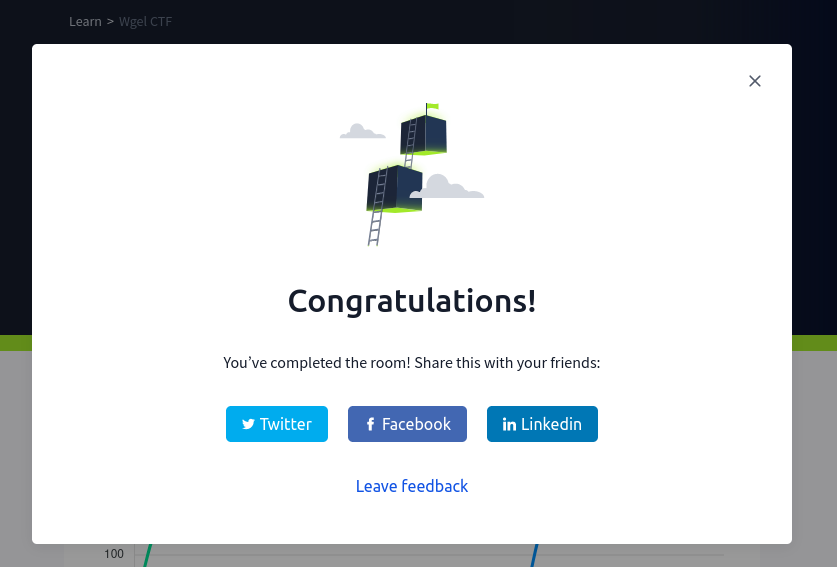 Learn > Wgel CTF
Congratulations!
You've completed the room! Share this with your friends:
Twitter
Facebook
Linkedin
Leave feedback
100